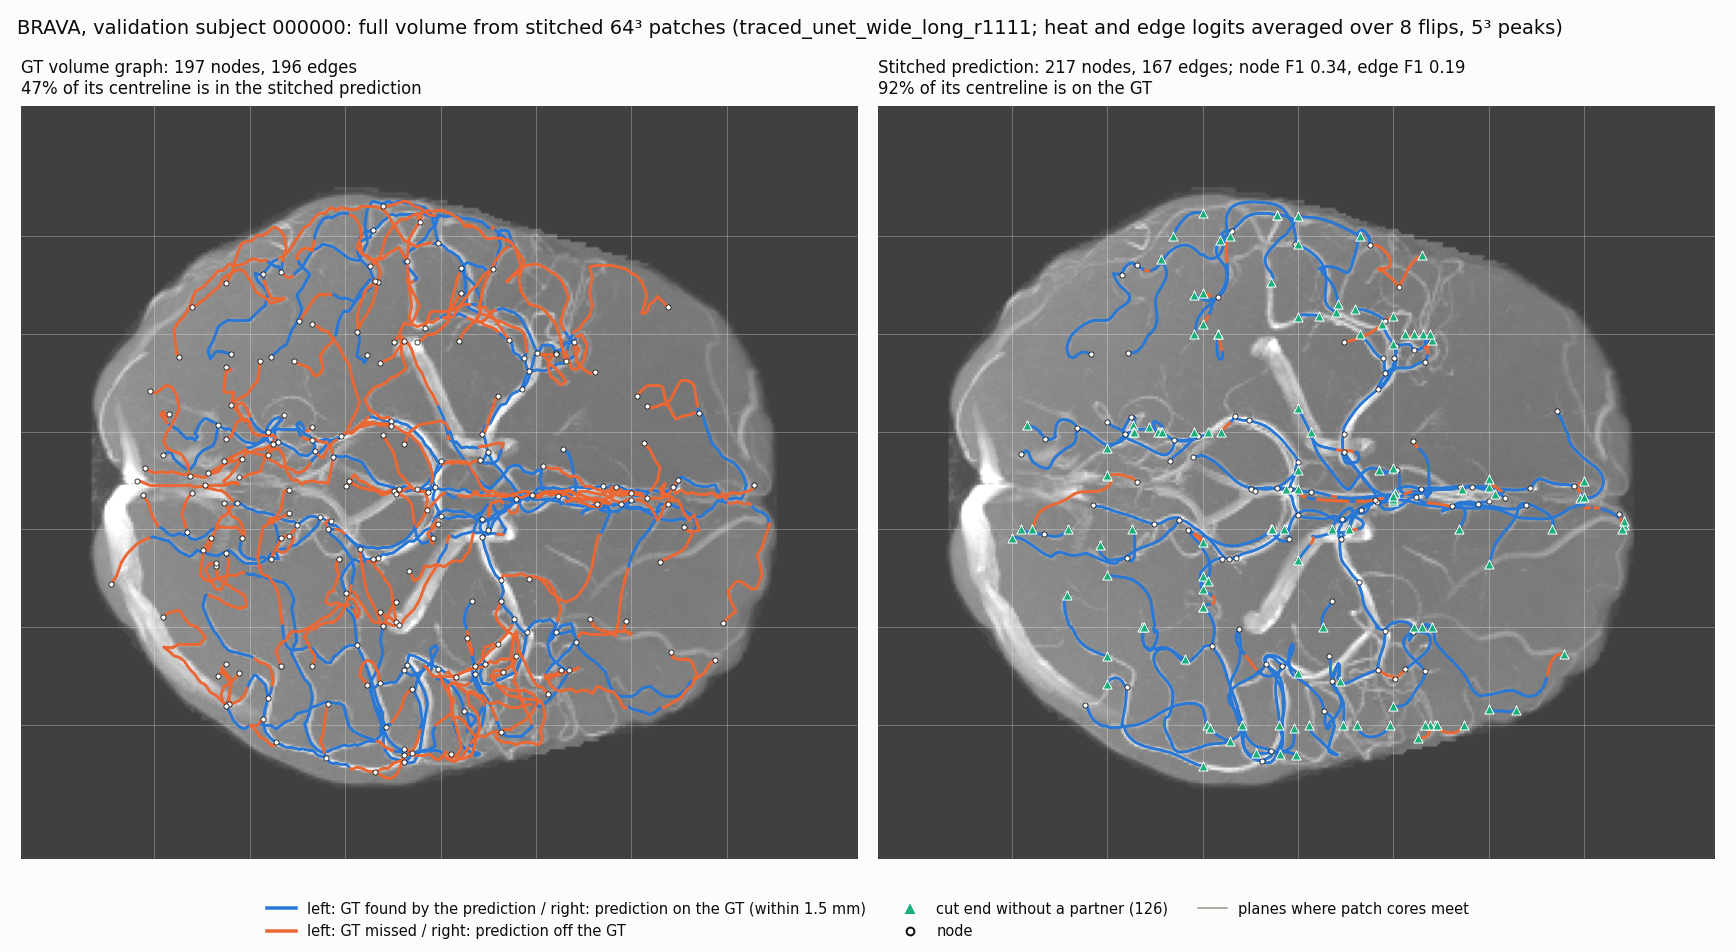 BRAVA, validation subject 000000: full volume from stitched 64³ patches (traced_unet_wide_long_r1111; heat and edge logits averaged over 8 flips, 5³ peaks)
GT volume graph: 197 nodes, 196 edges
47% of its centreline is in the stitched prediction
Stitched prediction: 217 nodes, 167 edges; node F1 0.34, edge F1 0.19
92% of its centreline is on the GT
left: GT found by the prediction / right: prediction on the GT (within 1.5 mm)
left: GT missed / right: prediction off the GT
cut end without a partner (126)
node
planes where patch cores meet